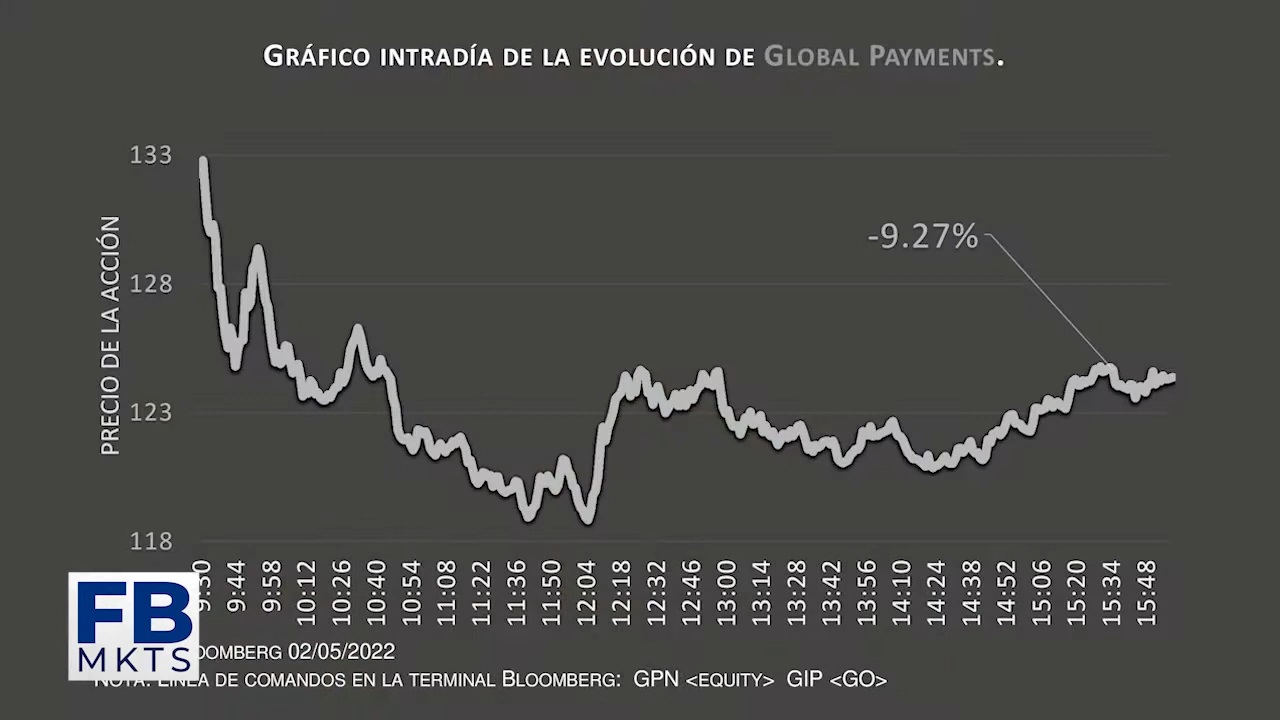 GRÁFICO INTRADÍA DE LA EVOLUCIÓN DE GLOBAL PAYMENTS.
133
-9.27%
128
PRECIO DE LA ACCIÓN
123
118
9:30 9:44 9:58 10:12 10:26 10:40 10:54 11:08 11:22 11:36 11:50 12:04 12:18 12:32 12:46 13:00 13:14 13:28 13:42 13:56 14:10 14:24 14:38 14:52 15:06 15:20 15:34 15:48
FB
MKTS
02/05/2022
NOTA: LÍNEA DE COMANDOS EN LA TERMINAL BLOOMBERG: GPN <EQUITY> GIP <GO>